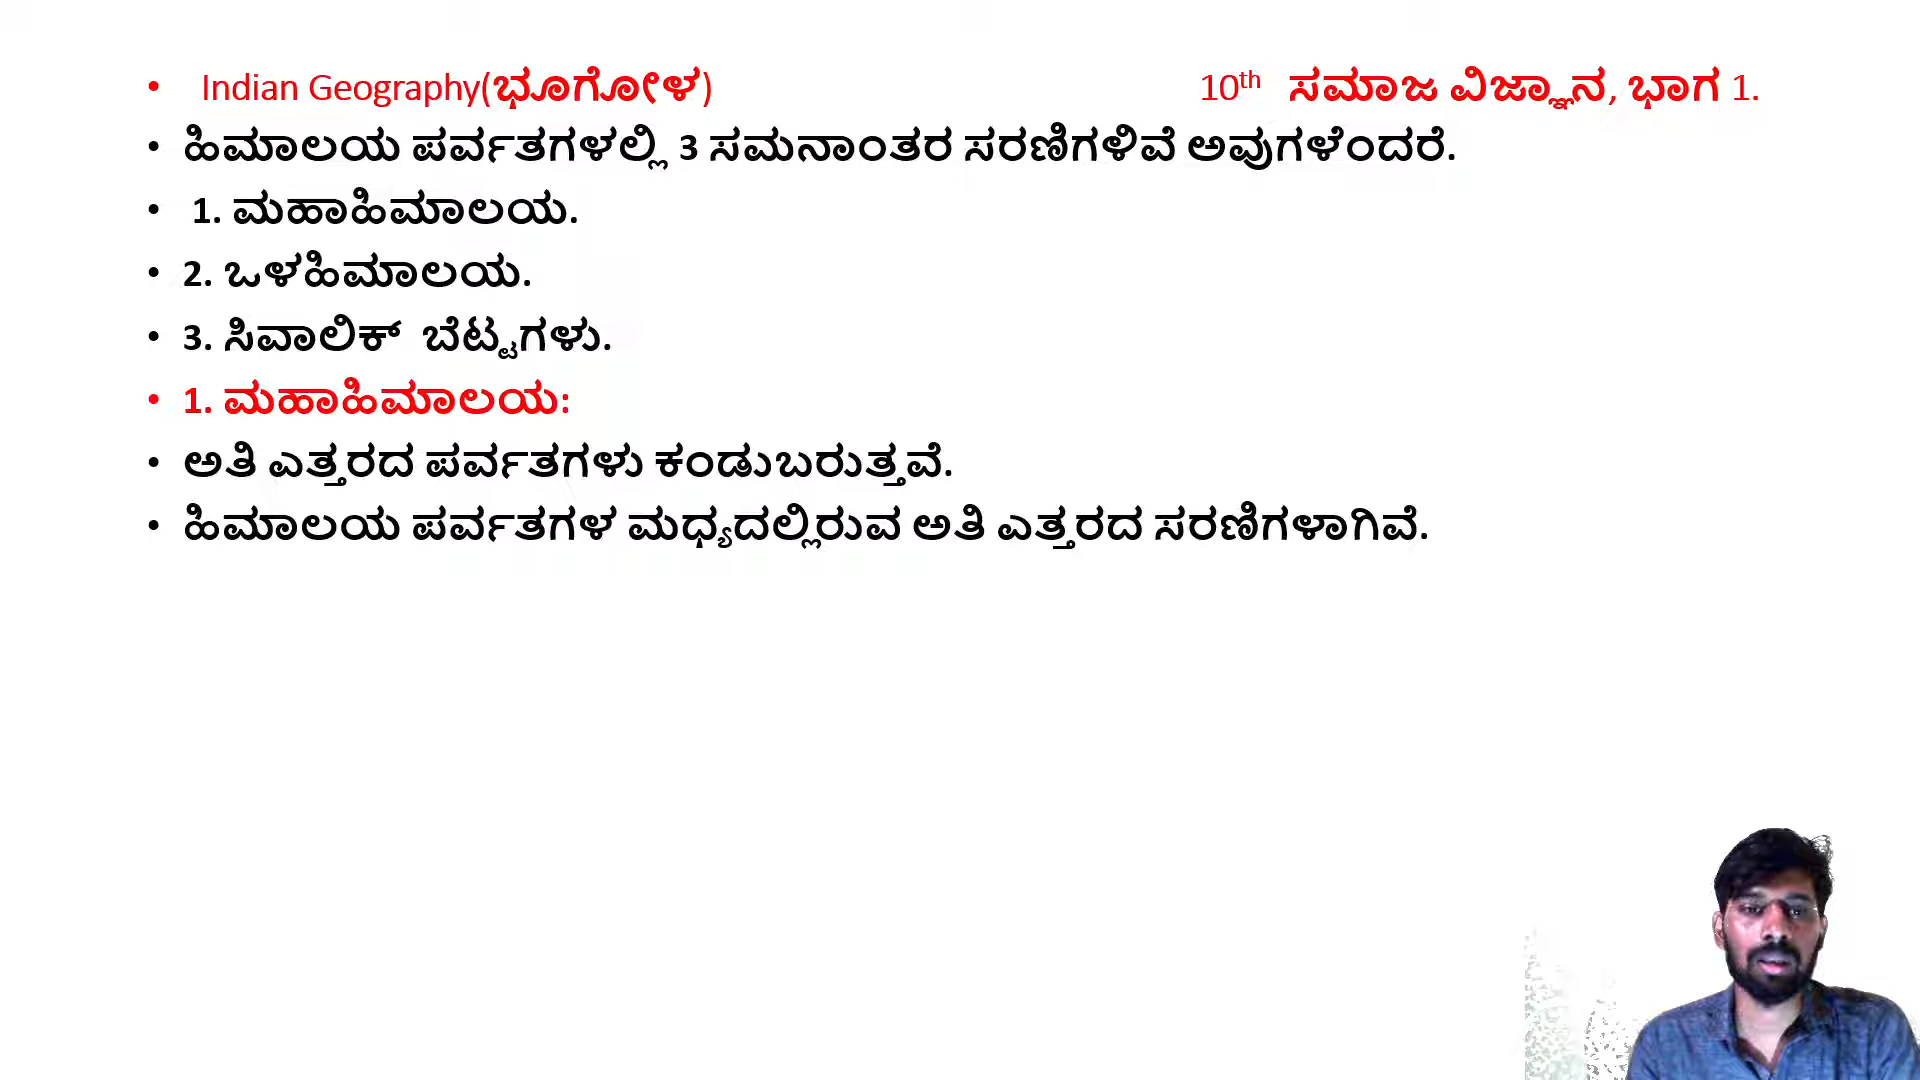 • Indian Geography(ಭೂಗೋಳ) 10th ಸಮಾಜ ವಿಜ್ಞಾನ, ಭಾಗ 1.
• ಹಿಮಾಲಯ ಪರ್ವತಗಳಲ್ಲಿ 3 ಸಮನಾಂತರ ಸರಣಿಗಳಿವೆ ಅವುಗಳೆಂದರೆ.
• 1. ಮಹಾಹಿಮಾಲಯ.
• 2. ಒಳಹಿಮಾಲಯ.
• 3. ಸಿವಾಲಿಕ್ ಬೆಟ್ಟಗಳು.
• 1. ಮಹಾಹಿಮಾಲಯ:
• ಅತಿ ಎತ್ತರದ ಪರ್ವತಗಳು ಕಂಡುಬರುತ್ತವೆ.
• ಹಿಮಾಲಯ ಪರ್ವತಗಳ ಮಧ್ಯದಲ್ಲಿರುವ ಅತಿ ಎತ್ತರದ ಸರಣಿಗಳಾಗಿವೆ.